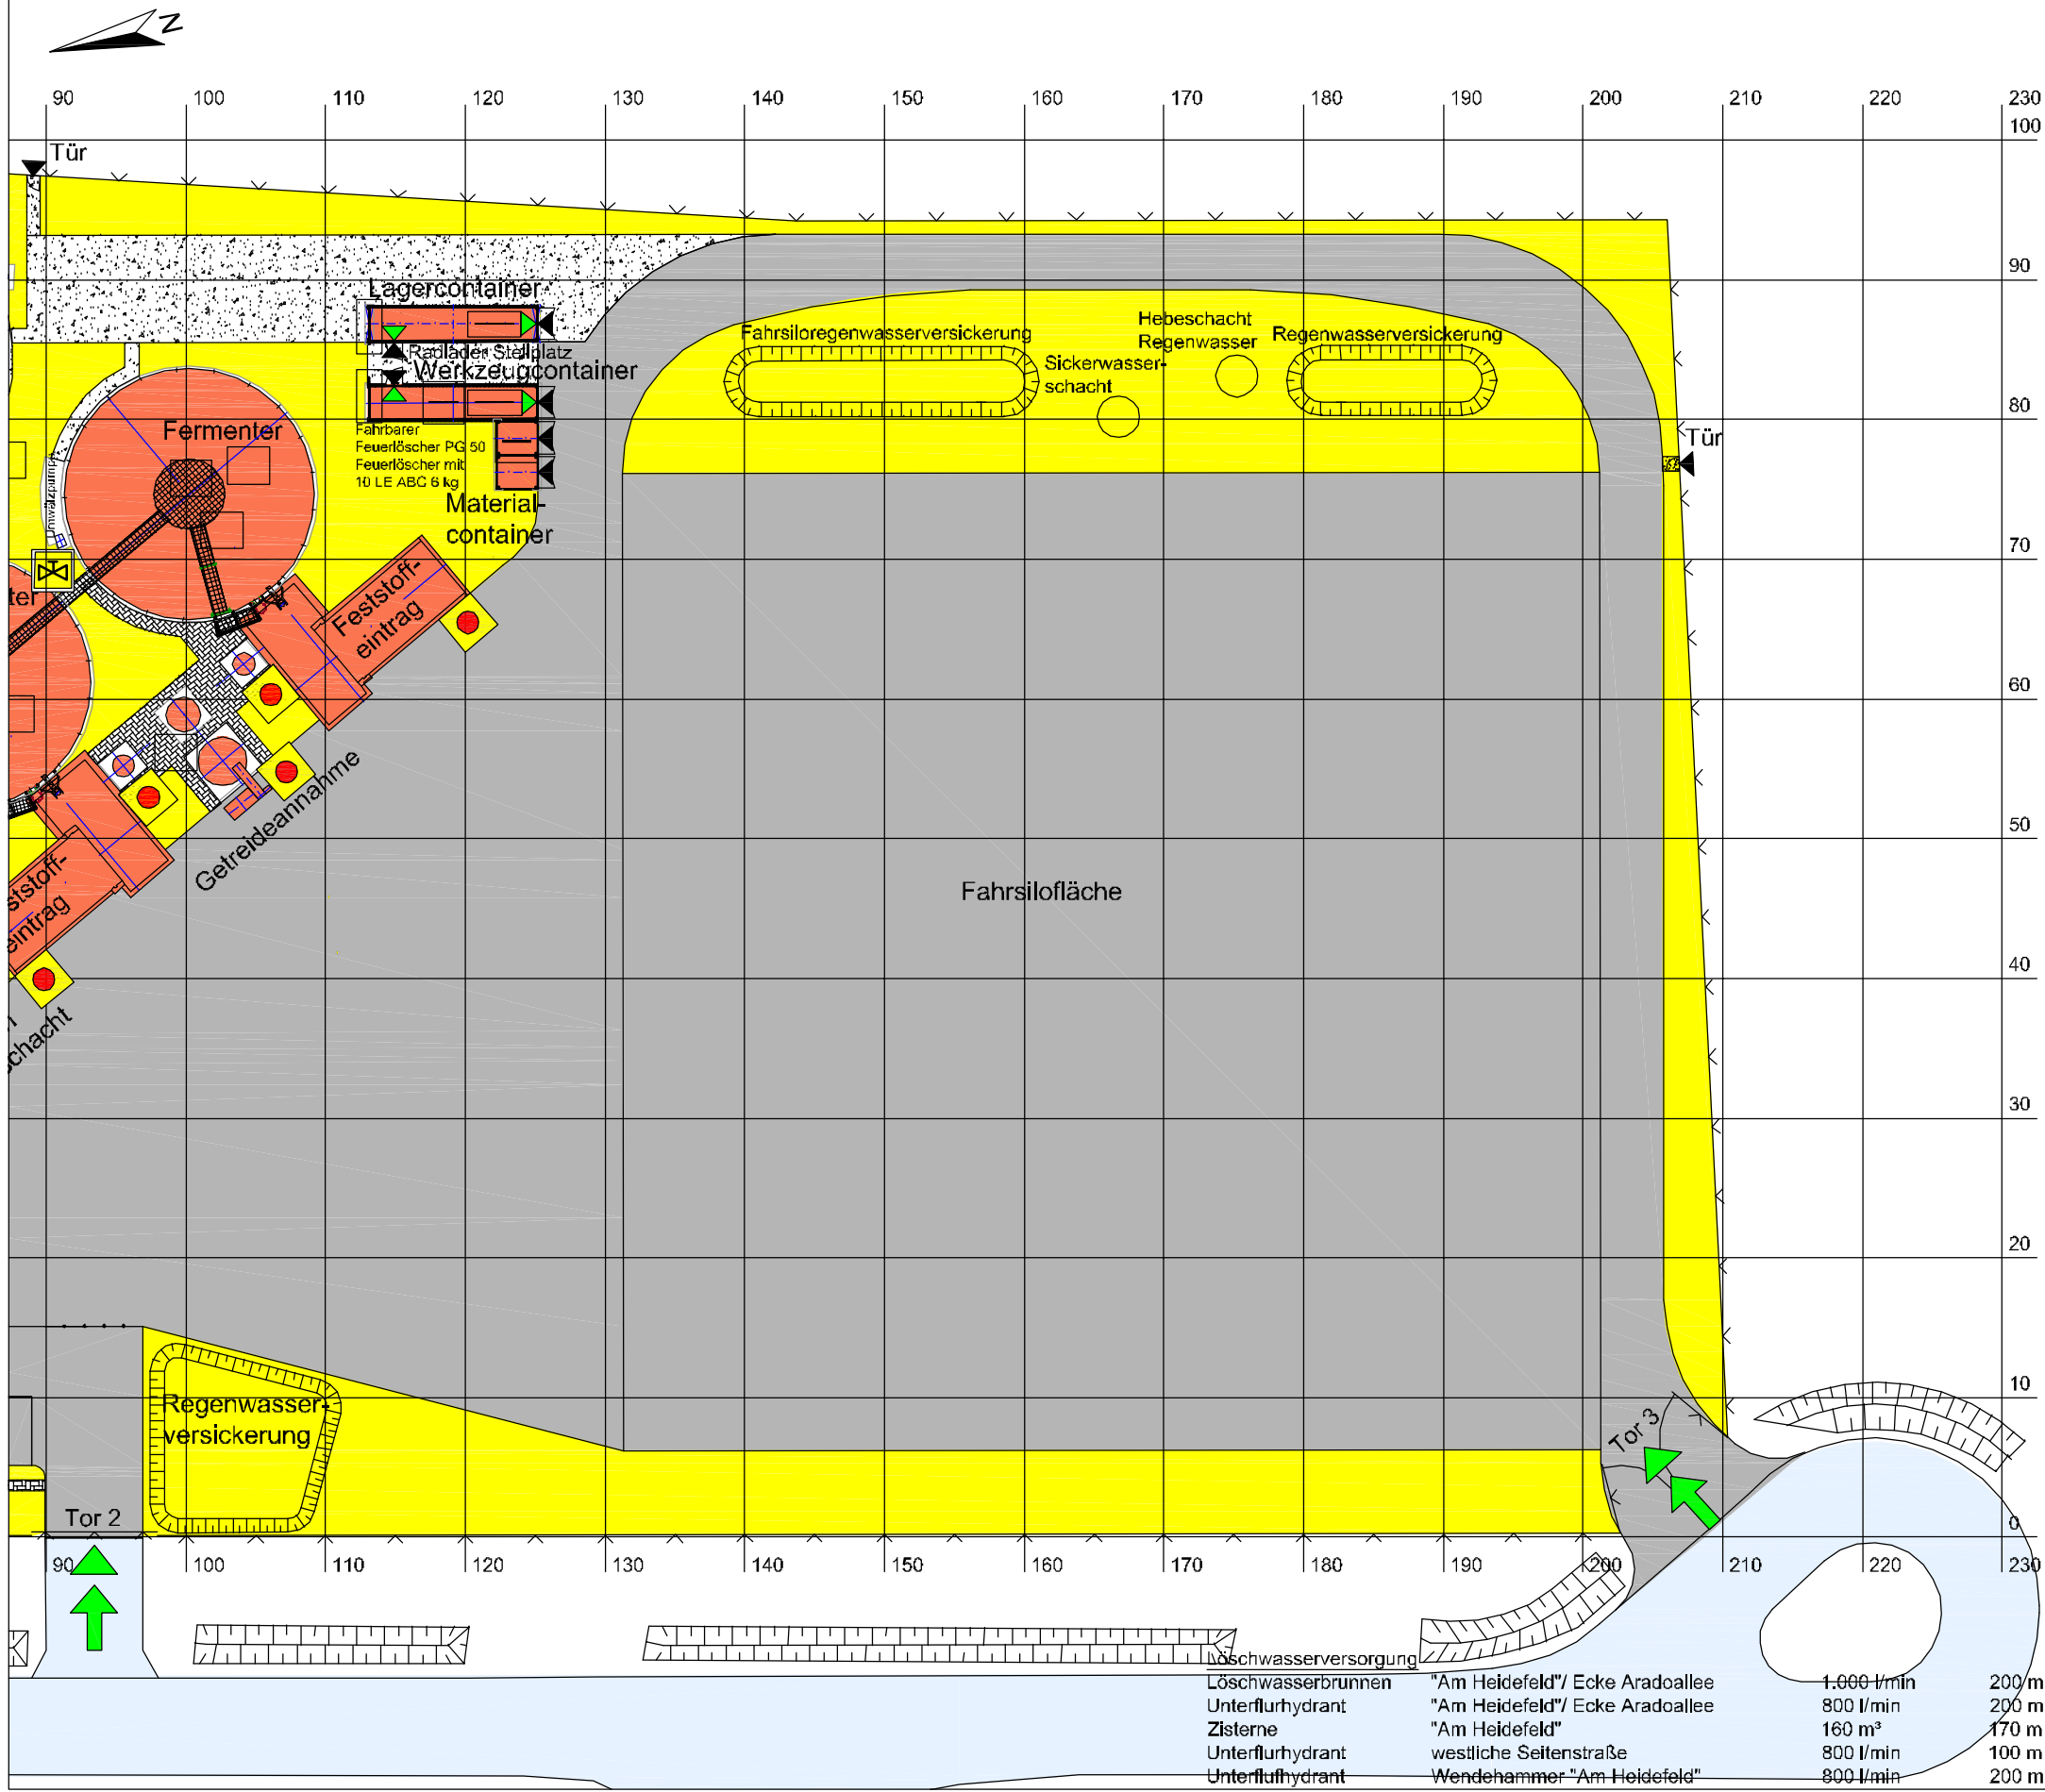 N
90 100 110 120 130 140 150 160 170 180 190 200 210 220 230
100
Tür
90
Lagercontainer
Fahrsiloregenwasserversickerung
Hebeschacht
Regenwasser
Regenwasserversickerung
Radlader Stellplatz
Werkzeugcontainer
Sickerwasser-
schacht
80
Fermenter
Fahrbarer
Feuerlöscher PG 50
Feuerlöscher mit
10 LE ABC 6 kg
Tür
Material-
container
Umwälzpump
70
Feststoff-
eintrag
ter
60
Getreideannahme
50
ststoff-
eintrag
Fahrsilofläche
40
schacht
30
20
10
Regenwasser-
versickerung
Tor 3
Tor 2
0
90 100 110 120 130 140 150 160 170 180 190 200 210 220 230
Löschwasserversorgung
Löschwasserbrunnen "Am Heidefeld"/ Ecke Aradoallee 1.000 l/min 200 m
Unterflurhydrant "Am Heidefeld"/ Ecke Aradoallee 800 l/min 200 m
Zisterne "Am Heidefeld" 160 m³ 170 m
Unterflurhydrant westliche Seitenstraße 800 l/min 100 m
Unterflurhydrant Wendehammer "Am Heidefeld" 800 l/min 200 m